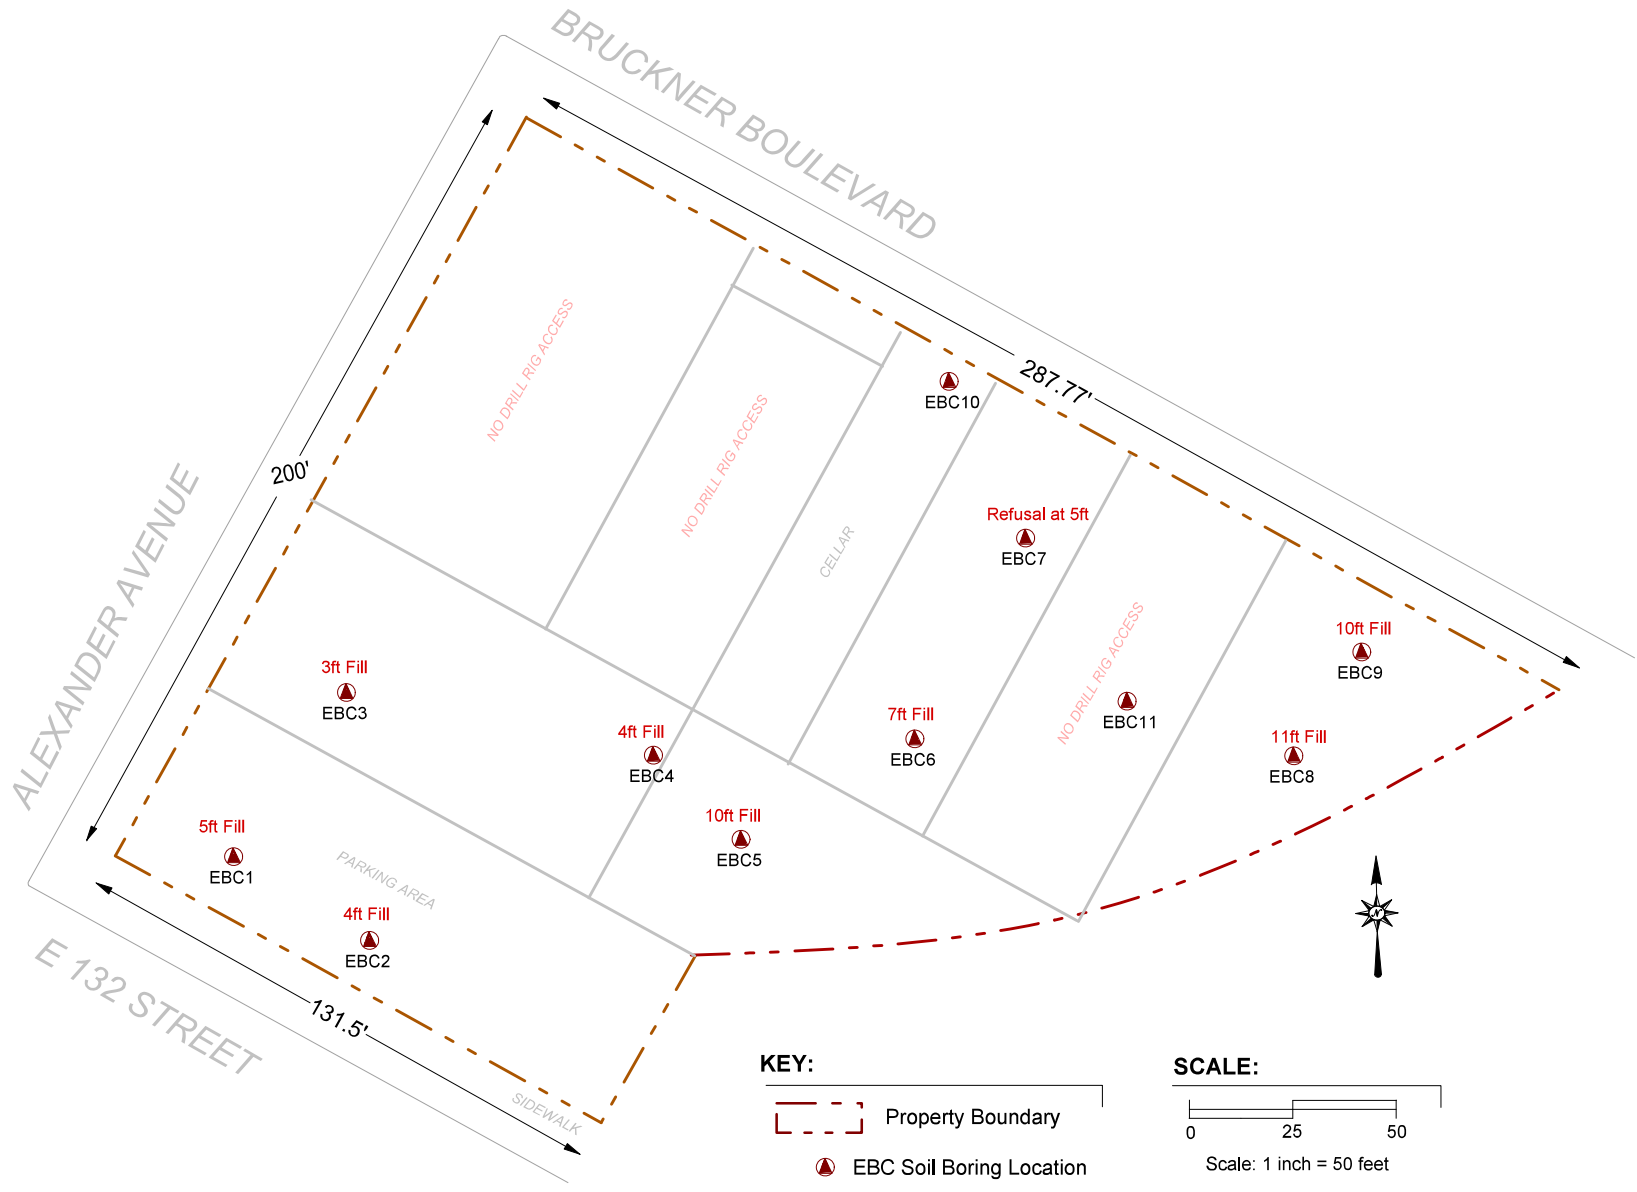 BRUCKNER BOULEVARD
287.77'
200'
ALEXANDER AVENUE
NO DRILL RIG ACCESS
NO DRILL RIG ACCESS
CELLAR
EBC10
Refusal at 5ft
EBC7
NO DRILL RIG ACCESS
EBC11
10ft Fill
EBC9
11ft Fill
EBC8
7ft Fill
EBC6
3ft Fill
EBC3
4ft Fill
EBC4
10ft Fill
EBC5
5ft Fill
EBC1
PARKING AREA
4ft Fill
EBC2
131.5'
E 132 STREET
SIDEWALK
N
KEY:
Property Boundary
EBC Soil Boring Location
SCALE:
0 25 50
Scale: 1 inch = 50 feet